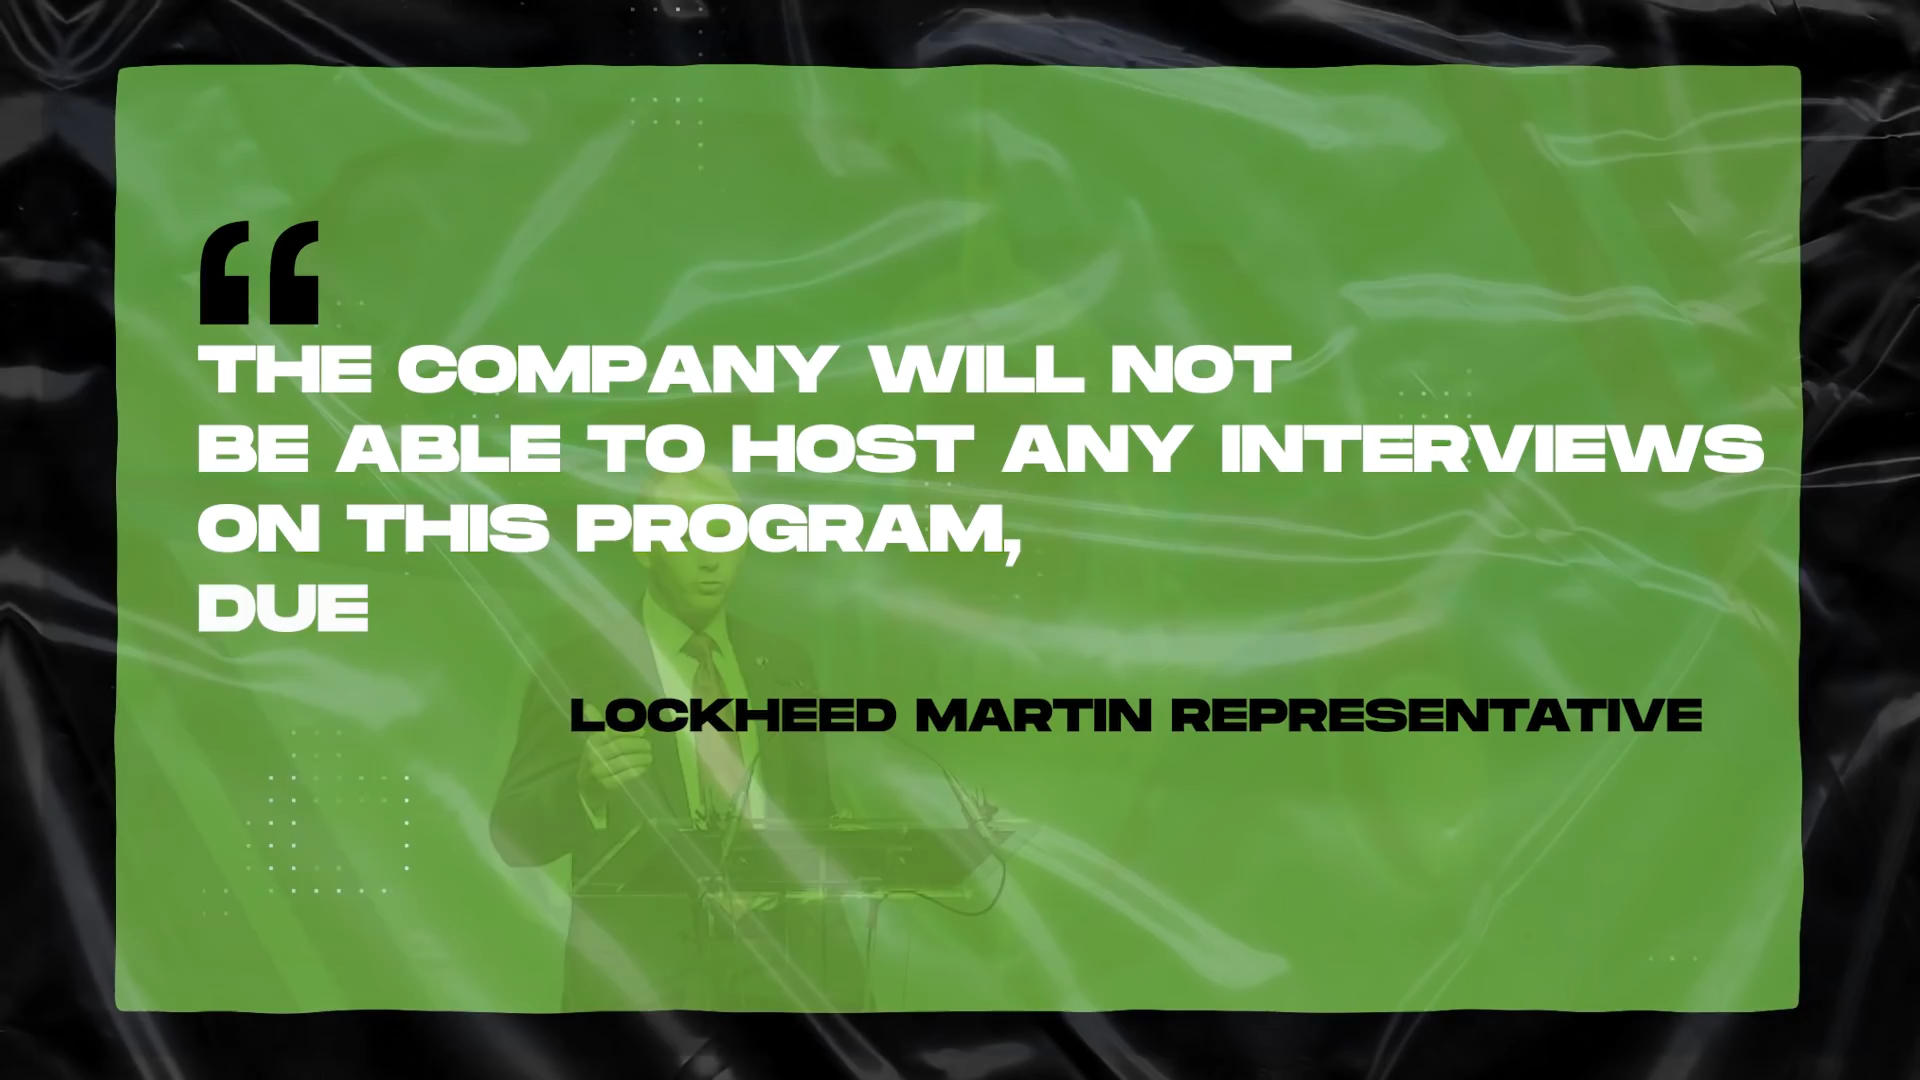 “
THE COMPANY WILL NOT
BE ABLE TO HOST ANY INTERVIEWS
ON THIS PROGRAM,
DUE
LOCKHEED MARTIN REPRESENTATIVE